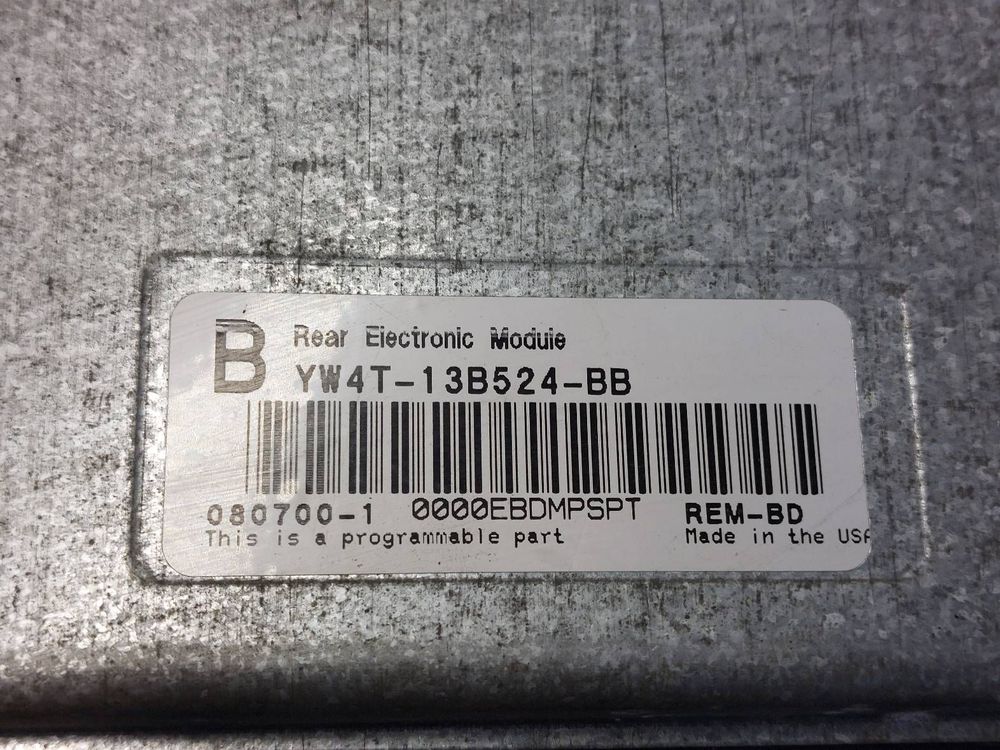 B
Rear Electronic Module
YW4T-13B524-BB
080700-1 0000EBDMPSPT REM-BD
This is a programmable part Made in the USA